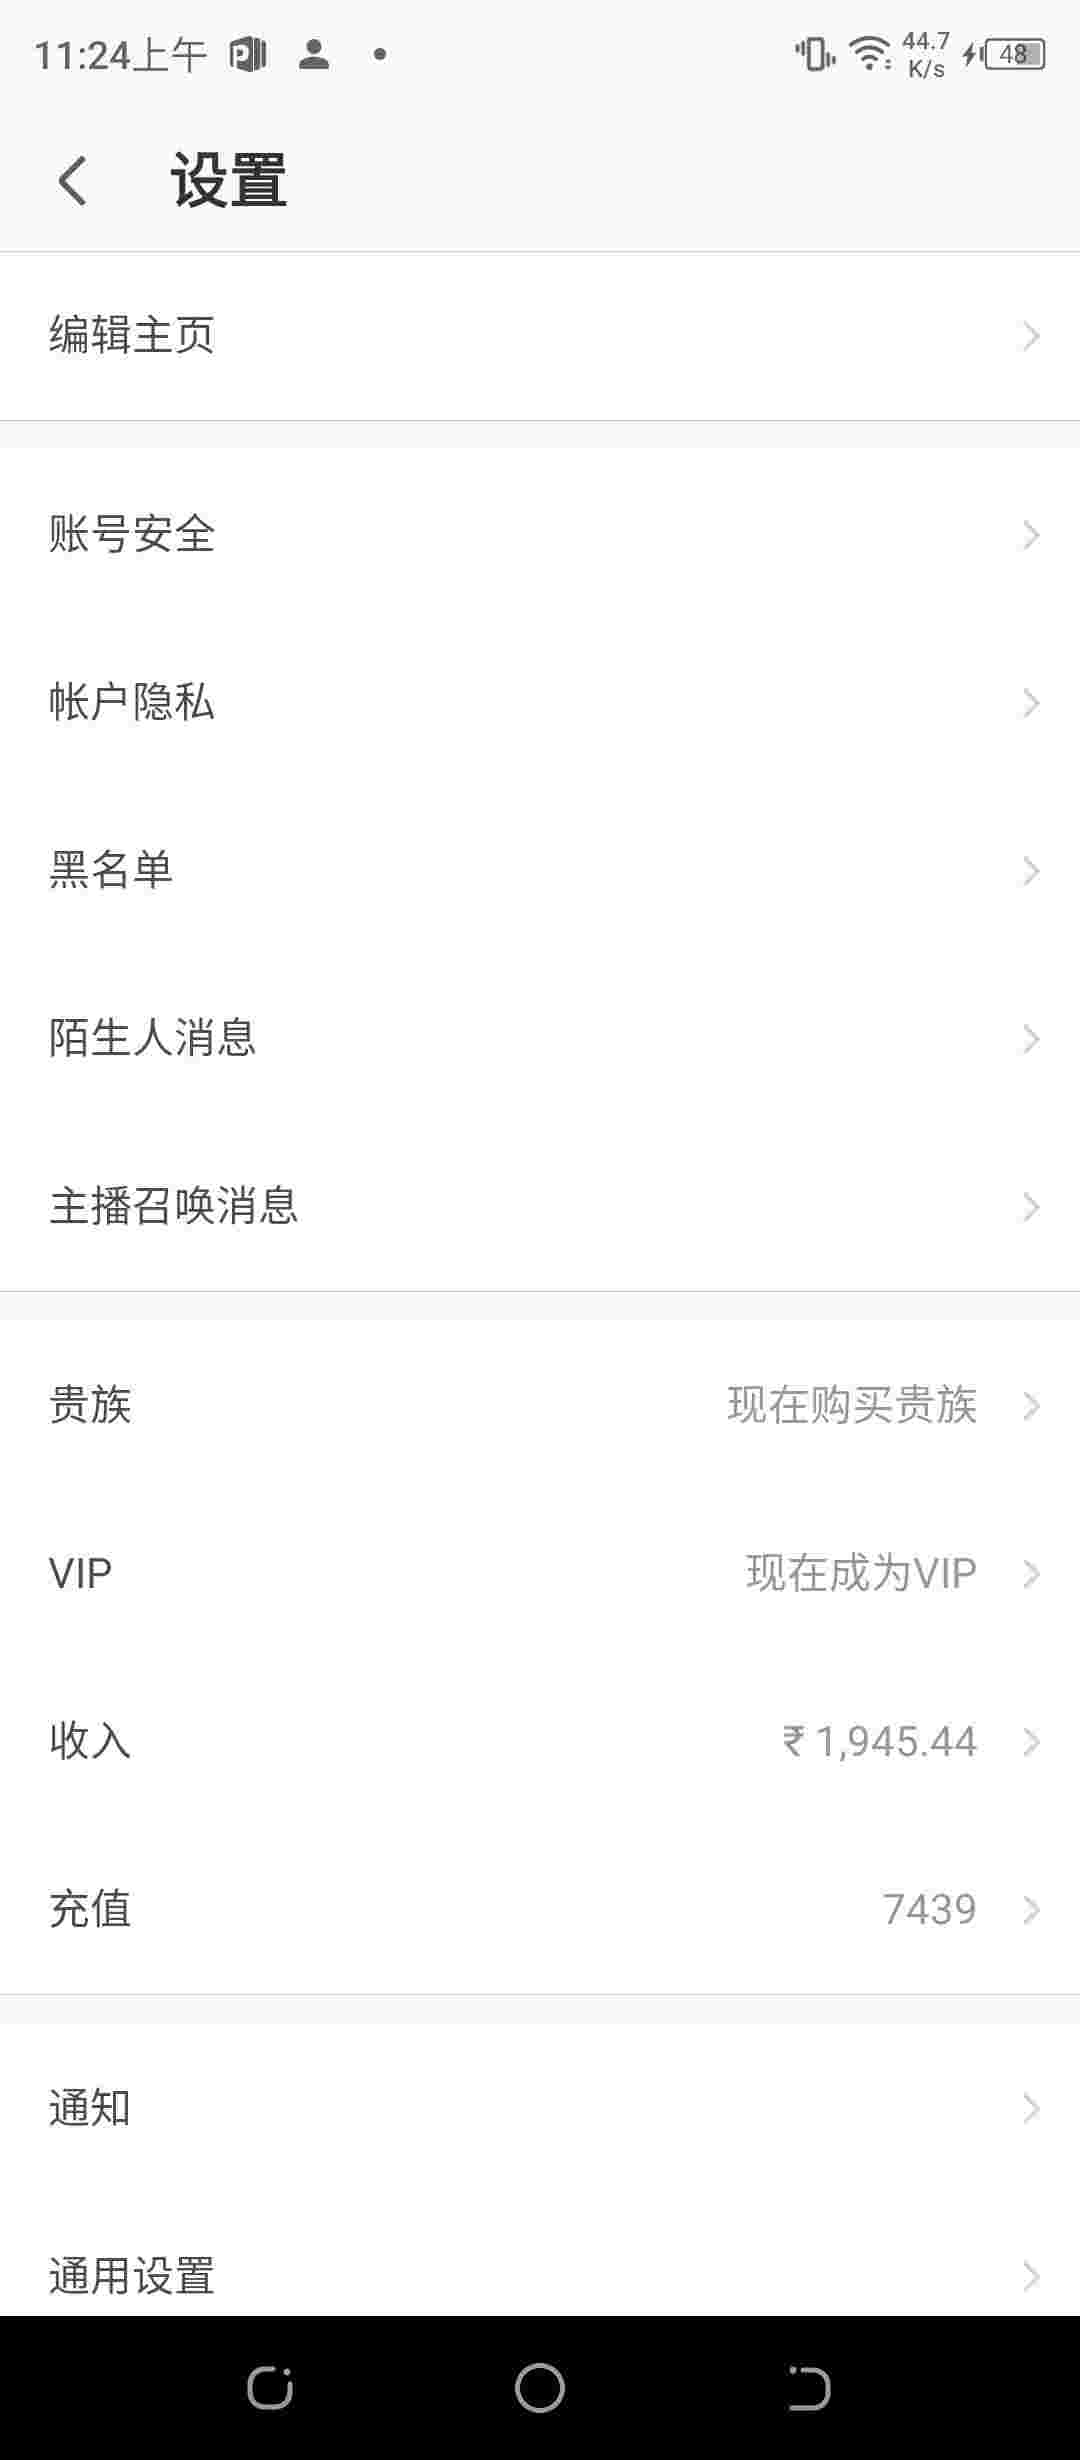 11:24上午
44.7
K/s
48
设置
编辑主页
账号安全
帐户隐私
黑名单
陌生人消息
主播召唤消息
贵族 现在购买贵族
VIP 现在成为VIP
收入 ₹ 1,945.44
充值 7439
通知
通用设置